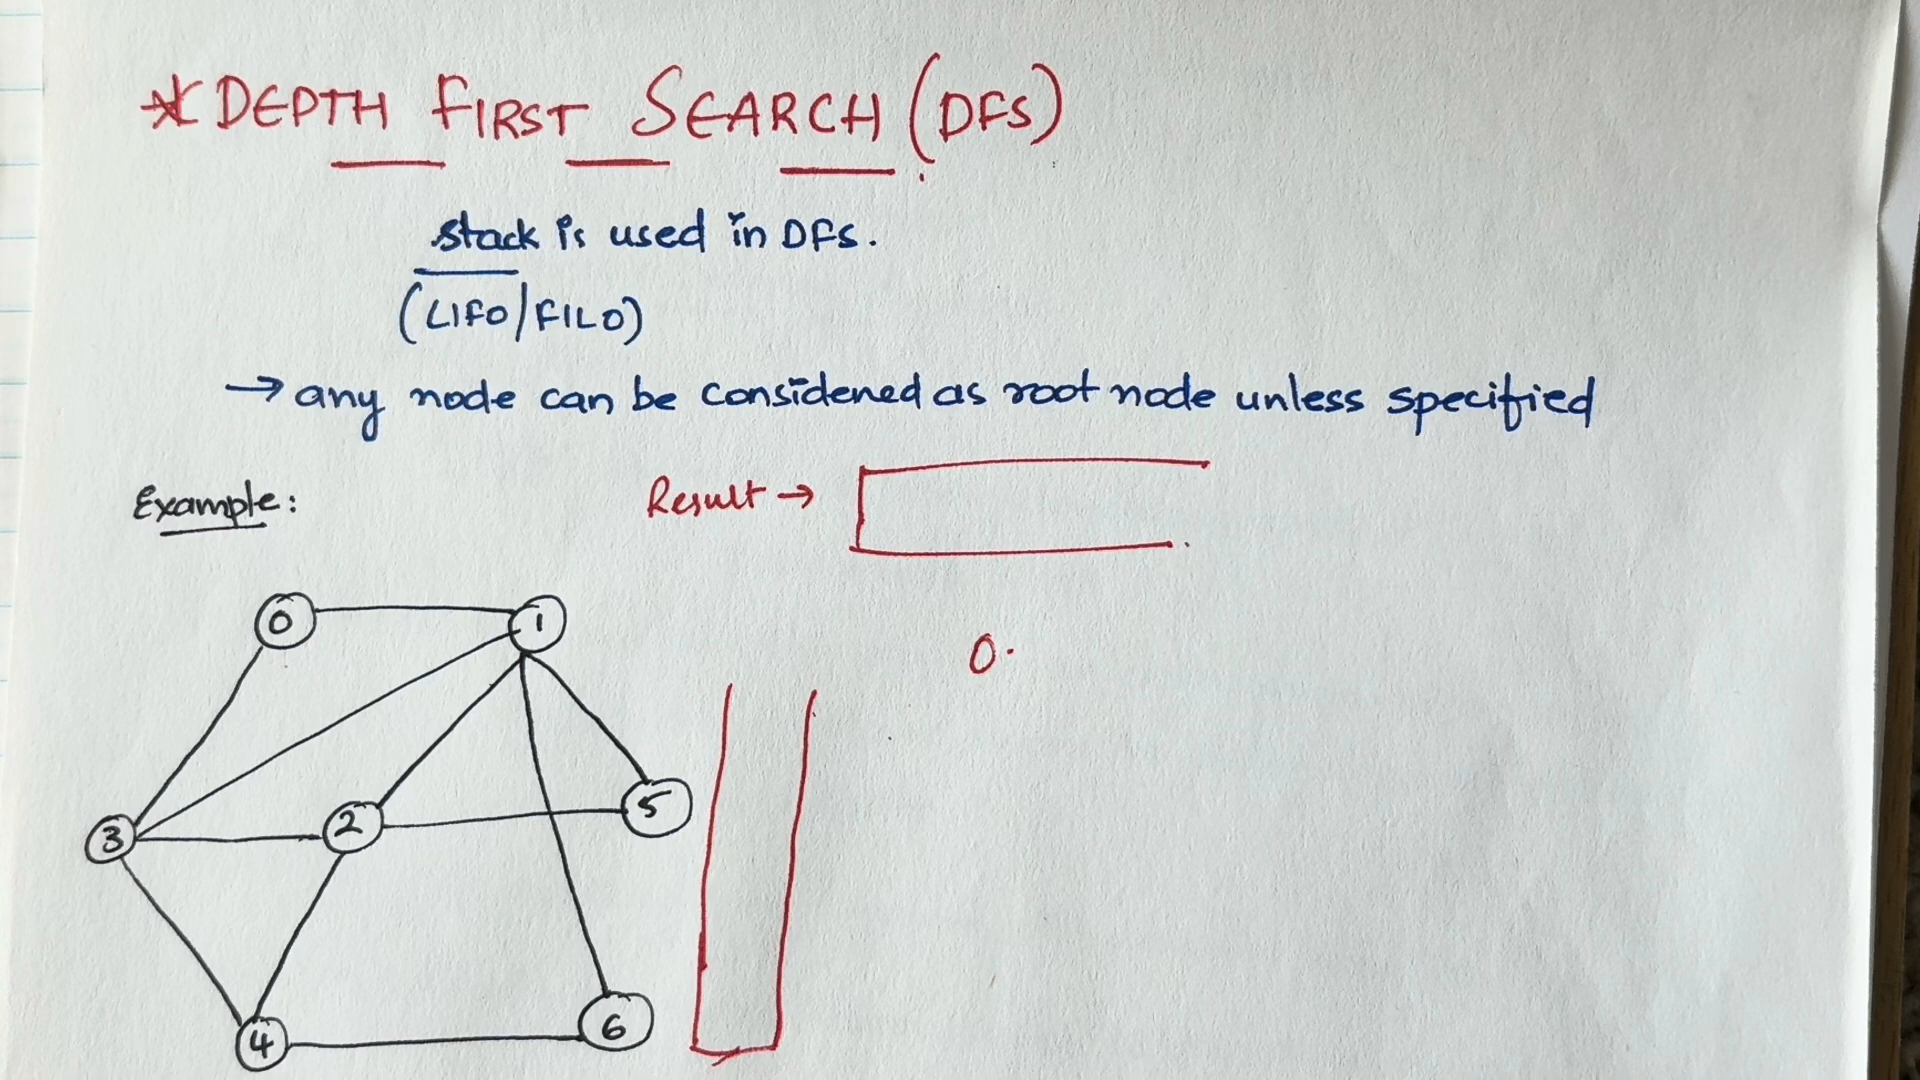 * DEPTH FIRST SEARCH (DFS)
stack is used in DFS.
(LIFO/FILO)
→ any node can be considened as root node unless specified
Example:
Result →
0
1
0.
3
2
5
4
6